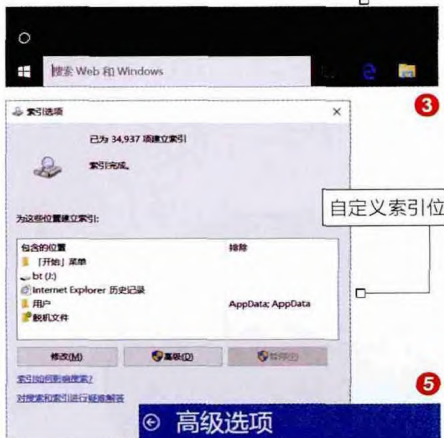 搜索 Web 和 Windows
3
索引选项
已为 34,937 项建立索引
索引完成。
自定义索引位
为这些位置建立索引:
包含的位置 排除
「开始」菜单
bt (J:)
Internet Explorer 历史记录
用户 AppData; AppData
脱机文件
修改(M) 高级(D) 暂停(P)
索引如何影响搜索?
5
对搜索和索引进行疑难解答
高级选项